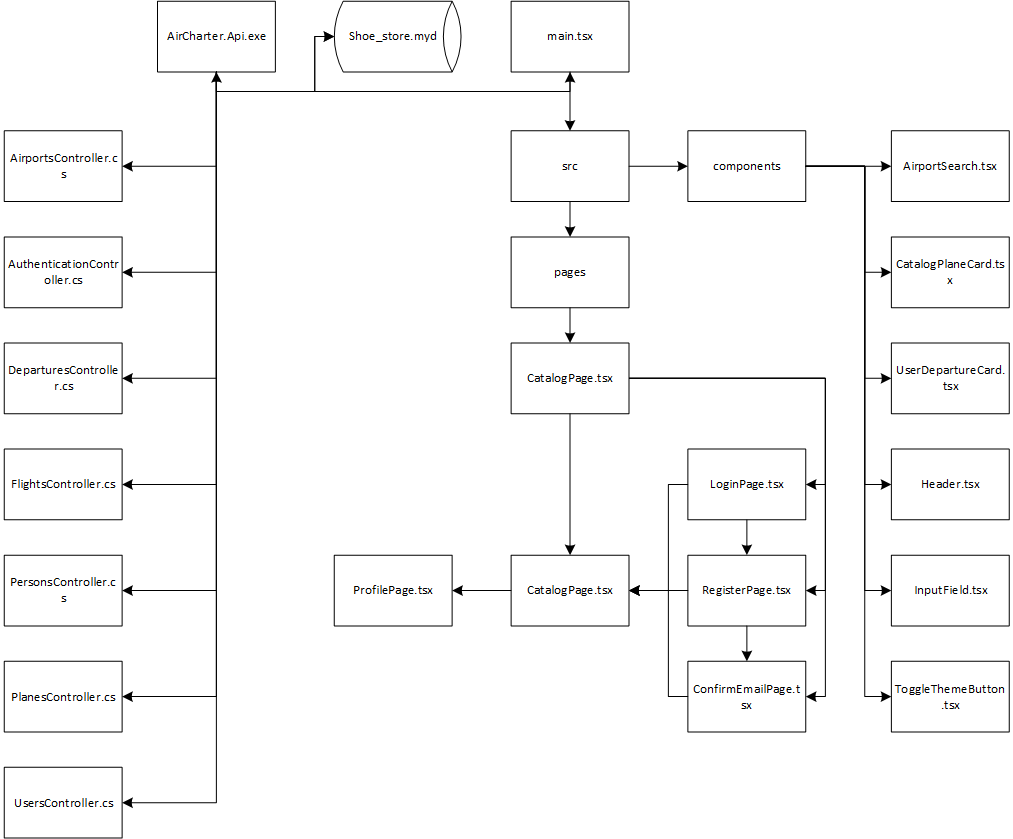 AirCharter.Api.exe
Shoe_store.myd
main.tsx
AirportsController.c
s
src
components
AirportSearch.tsx
AuthenticationContr
oller.cs
pages
CatalogPlaneCard.ts
x
DeparturesControlle
r.cs
CatalogPage.tsx
UserDepartureCard.
tsx
FlightsController.cs
LoginPage.tsx
Header.tsx
PersonsController.c
s
ProfilePage.tsx
CatalogPage.tsx
RegisterPage.tsx
InputField.tsx
PlanesController.cs
ConfirmEmailPage.t
sx
ToggleThemeButton
.tsx
UsersController.cs